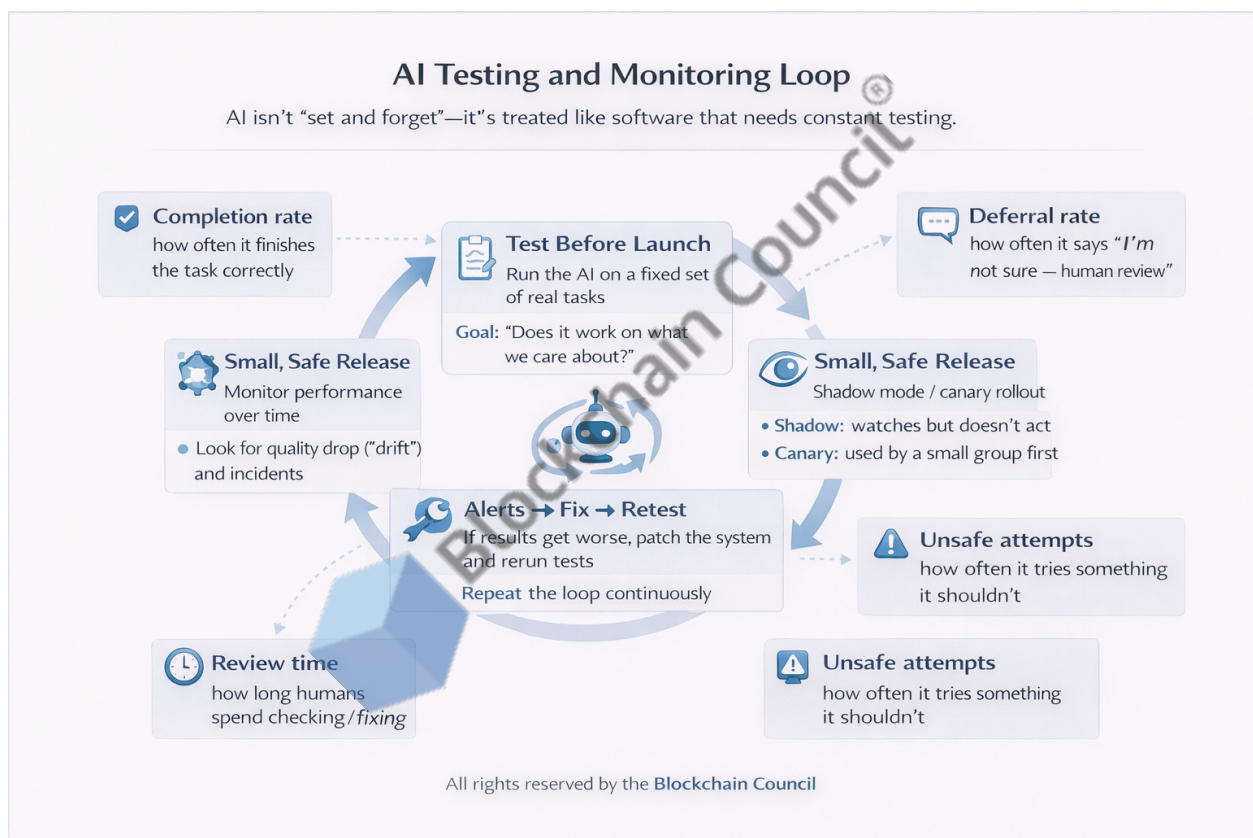 AI Testing and Monitoring Loop
AI isn't “set and forget”—it'’s treated like software that needs constant testing.
Completion rate
how often it finishes
the task correctly
Test Before Launch
Run the AI on a fixed set
of real tasks
Goal: “Does it work on what
we care about?”
Deferral rate
how often it says “I'm
not sure — human review”
Small, Safe Release
Monitor performance
over time
• Look for quality drop (“drift”)
and incidents
Small, Safe Release
Shadow mode / canary rollout
• Shadow: watches but doesn't act
• Canary: used by a small group first
Alerts → Fix → Retest
If results get worse, patch the system
and rerun tests
Repeat the loop continuously
Unsafe attempts
how often it tries something
it shouldn't
Review time
how long humans
spend checking/fixing
Unsafe attempts
how often it tries something
it shouldn't
All rights reserved by the Blockchain Council
Blockchain Council®